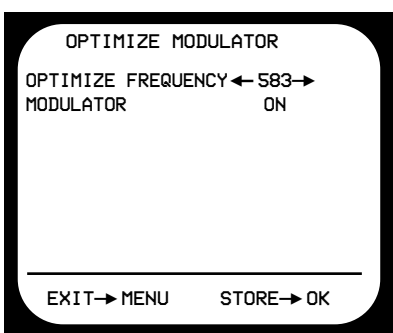 OPTIMIZE MODULATOR
OPTIMIZE FREQUENCY ← 583 →
MODULATOR ON
EXIT → MENU STORE → OK